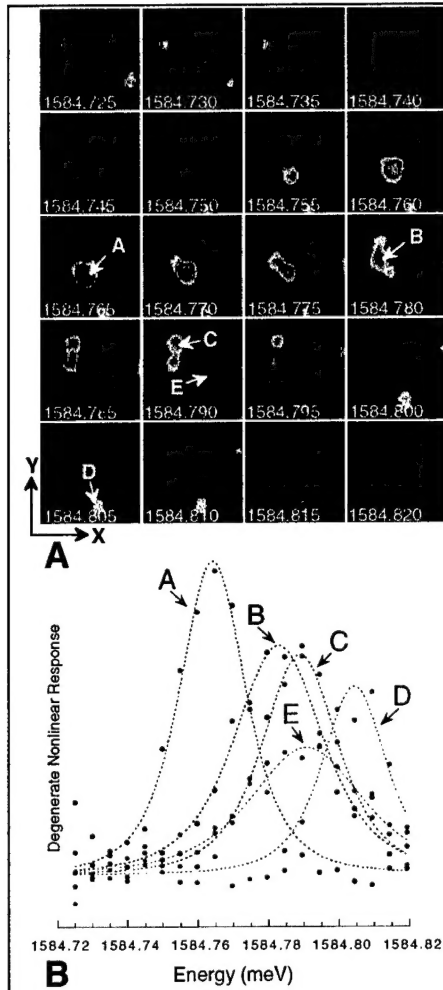 1584.725 1584.730 1584.735 1584.740
1584.745 1584.750 1584.755 1584.760
A
B
1584.765 1584.770 1584.775 1584.780
C
E
1584.785 1584.790 1584.795 1584.800
Y
D
1584.805 1584.810 1584.815 1584.820
X
A
A
B
C
D
E
Degenerate Nonlinear Response
1584.72 1584.74 1584.76 1584.78 1584.80 1584.82
B
Energy (meV)